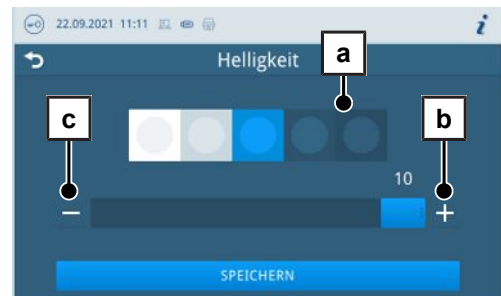 22.09.2021 11:11
i
Helligkeit
a
c
b
10
− +
SPEICHERN